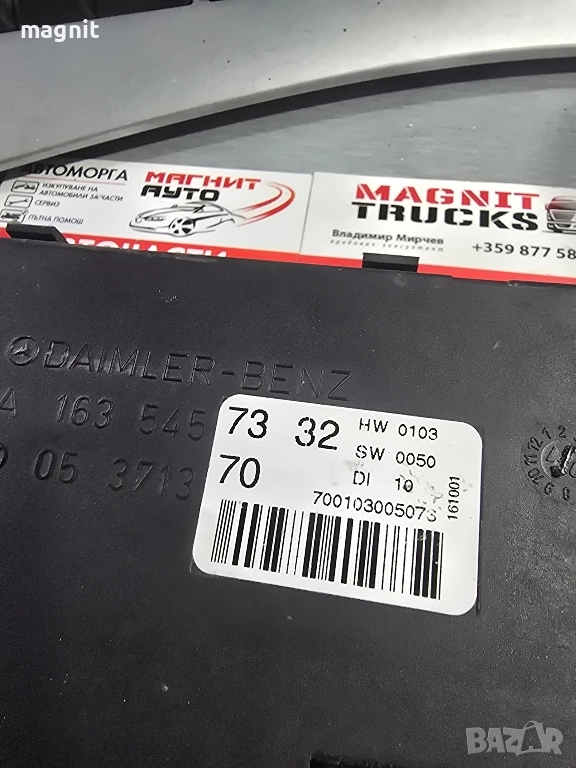 magnit
АВТОМОРГА
ИЗКУПУВАНЕ НА
АВТОМОБИЛИ ЗА ЧАСТИ
СЕРВИЗ
ПЪТНА ПОМОЩ
МАГНИТ
АУТО
MAGNIT
TRUCKS
Владимир Мирчев
+359 877 58
DAIMLER-BENZ
A 163 545 73 32
05 3713 70
HW 0103
SW 0050
DI 10
700103005073
161001
BAZAR